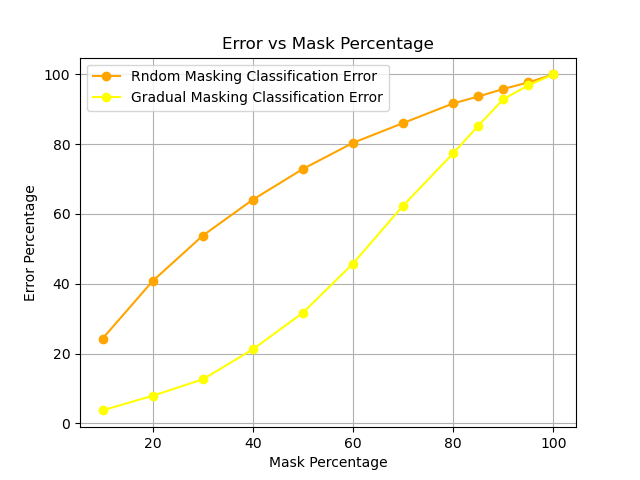 Error vs Mask Percentage
Rndom Masking Classification Error
Gradual Masking Classification Error
100
80
60
40
20
0
Error Percentage
20 40 60 80 100
Mask Percentage